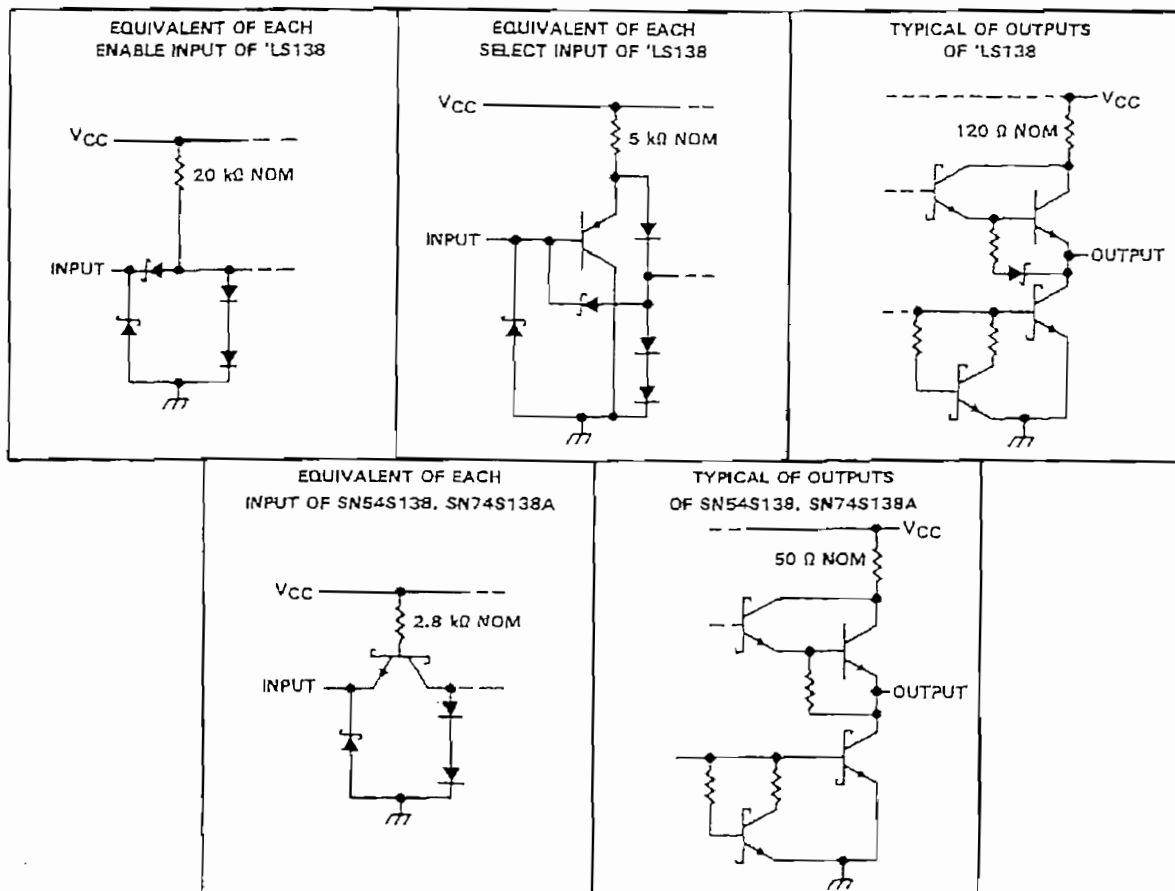 EQUIVALENT OF EACH
ENABLE INPUT OF 'LS138
VCC
20 kΩ NOM
INPUT
EQUIVALENT OF EACH
SELECT INPUT OF 'LS138
VCC
5 kΩ NOM
INPUT
TYPICAL OF OUTPUTS
OF 'LS138
VCC
120 Ω NOM
OUTPUT
EQUIVALENT OF EACH
INPUT OF SN54S138, SN74S138A
VCC
2.8 kΩ NOM
INPUT
TYPICAL OF OUTPUTS
OF SN54S138, SN74S138A
VCC
50 Ω NOM
OUTPUT